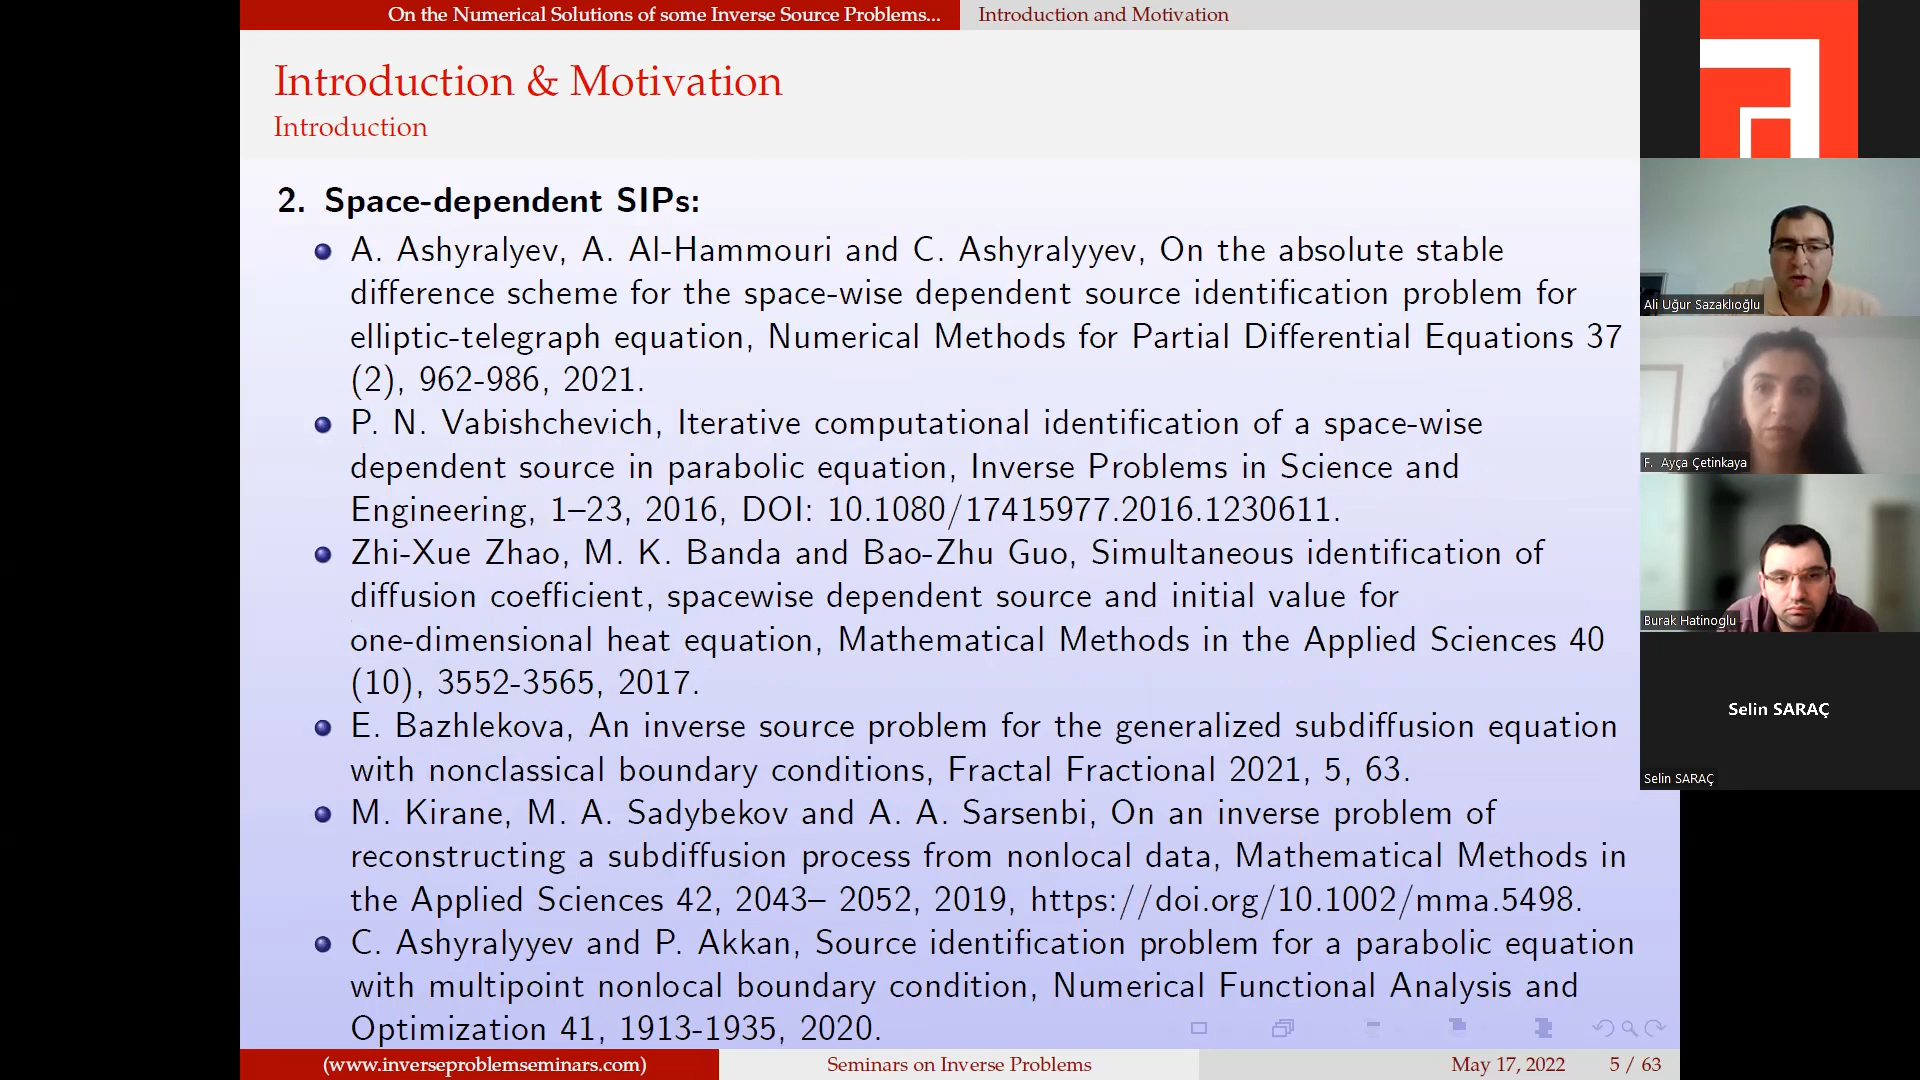 On the Numerical Solutions of some Inverse Source Problems...
Introduction and Motivation
Introduction & Motivation
Introduction
2. Space-dependent SIPs:
A. Ashyralyev, A. Al-Hammouri and C. Ashyralyyev, On the absolute stable
difference scheme for the space-wise dependent source identification problem for
elliptic-telegraph equation, Numerical Methods for Partial Differential Equations 37
(2), 962-986, 2021.
P. N. Vabishchevich, Iterative computational identification of a space-wise
dependent source in parabolic equation, Inverse Problems in Science and
Engineering, 1–23, 2016, DOI: 10.1080/17415977.2016.1230611.
Zhi-Xue Zhao, M. K. Banda and Bao-Zhu Guo, Simultaneous identification of
diffusion coefficient, spacewise dependent source and initial value for
one-dimensional heat equation, Mathematical Methods in the Applied Sciences 40
(10), 3552-3565, 2017.
E. Bazhlekova, An inverse source problem for the generalized subdiffusion equation
with nonclassical boundary conditions, Fractal Fractional 2021, 5, 63.
M. Kirane, M. A. Sadybekov and A. A. Sarsenbi, On an inverse problem of
reconstructing a subdiffusion process from nonlocal data, Mathematical Methods in
the Applied Sciences 42, 2043– 2052, 2019, https://doi.org/10.1002/mma.5498.
C. Ashyralyyev and P. Akkan, Source identification problem for a parabolic equation
with multipoint nonlocal boundary condition, Numerical Functional Analysis and
Optimization 41, 1913-1935, 2020.
(www.inverseproblemseminars.com)
Seminars on Inverse Problems
May 17, 2022
5 / 63
Ali Uğur Sazaklıoğlu
F. Ayça Çetinkaya
Burak Hatinoglu
Selin SARAÇ
Selin SARAÇ